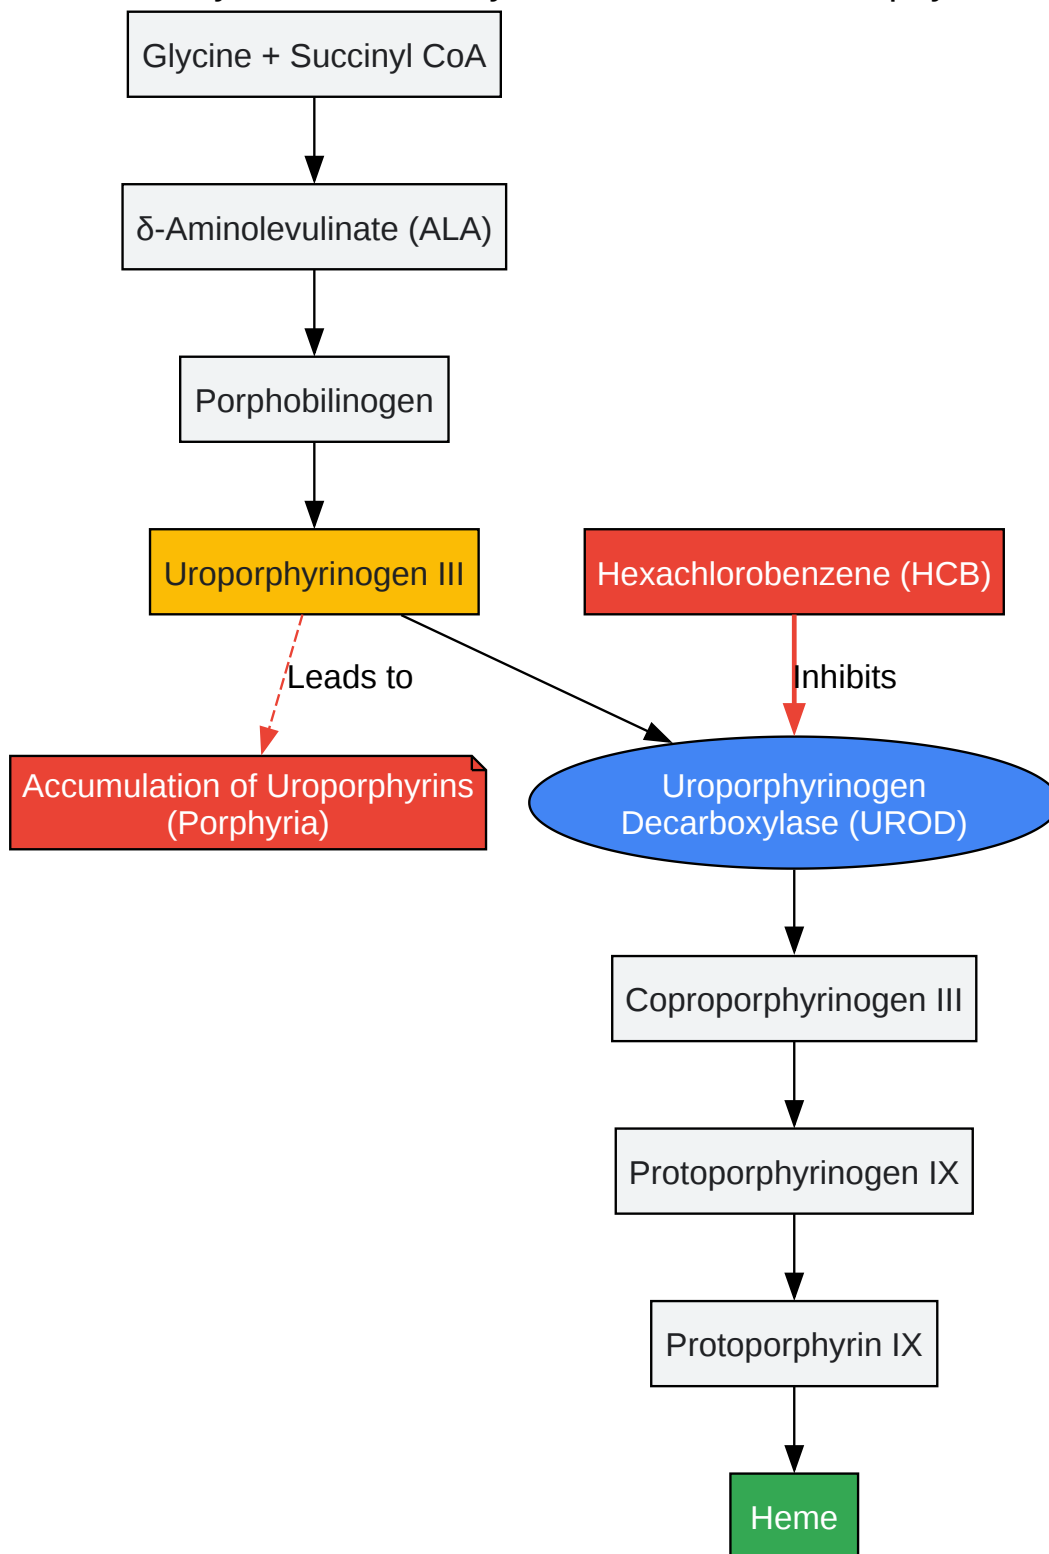 Glycine + Succinyl CoA
δ-Aminolevulinate (ALA)
Porphobilinogen
Uroporphyrinogen III
Hexachlorobenzene (HCB)
Leads to
Inhibits
Accumulation of Uroporphyrins
(Porphyria)
Uroporphyrinogen
Decarboxylase (UROD)
Coproporphyrinogen III
Protoporphyrinogen IX
Protoporphyrin IX
Heme